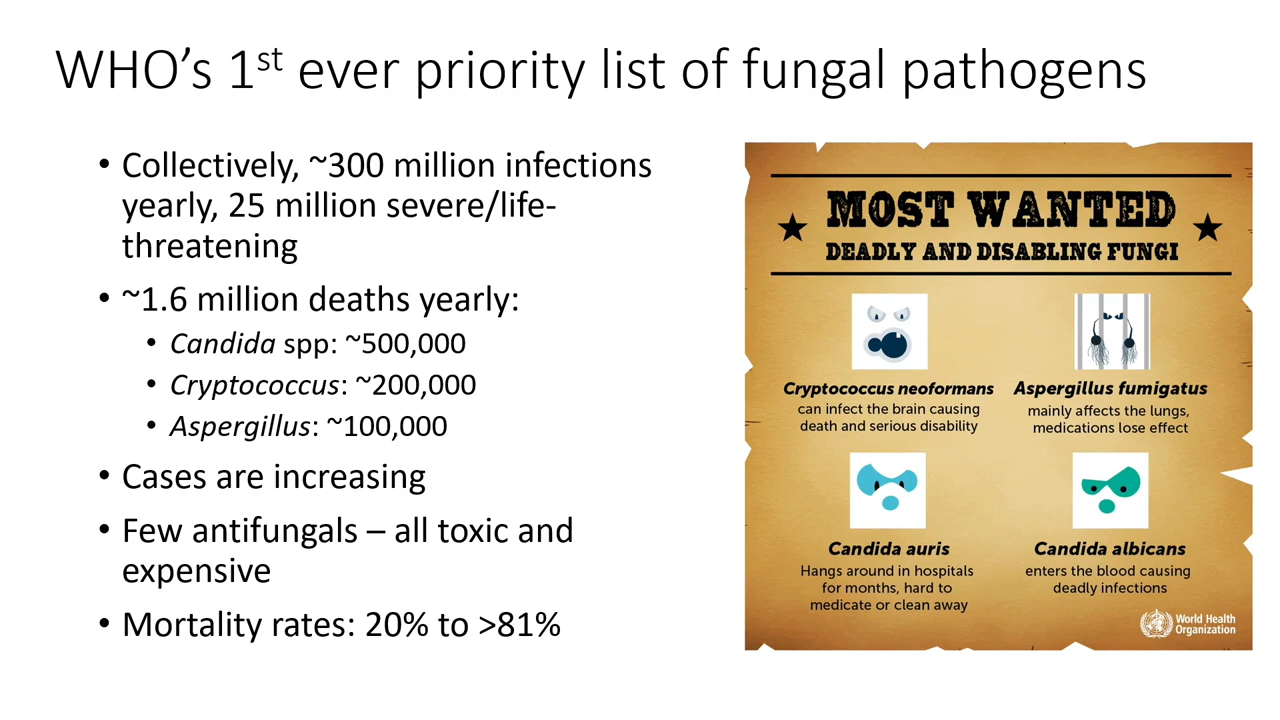 WHO’s 1st ever priority list of fungal pathogens
• Collectively, ~300 million infections
yearly, 25 million severe/life-
threatening
• ~1.6 million deaths yearly:
• Candida spp: ~500,000
• Cryptococcus: ~200,000
• Aspergillus: ~100,000
• Cases are increasing
• Few antifungals – all toxic and
expensive
• Mortality rates: 20% to >81%
MOST WANTED
DEADLY AND DISABLING FUNGI
Cryptococcus neoformans
can infect the brain causing
death and serious disability
Aspergillus fumigatus
mainly affects the lungs,
medications lose effect
Candida auris
Hangs around in hospitals
for months, hard to
medicate or clean away
Candida albicans
enters the blood causing
deadly infections
World Health
Organization